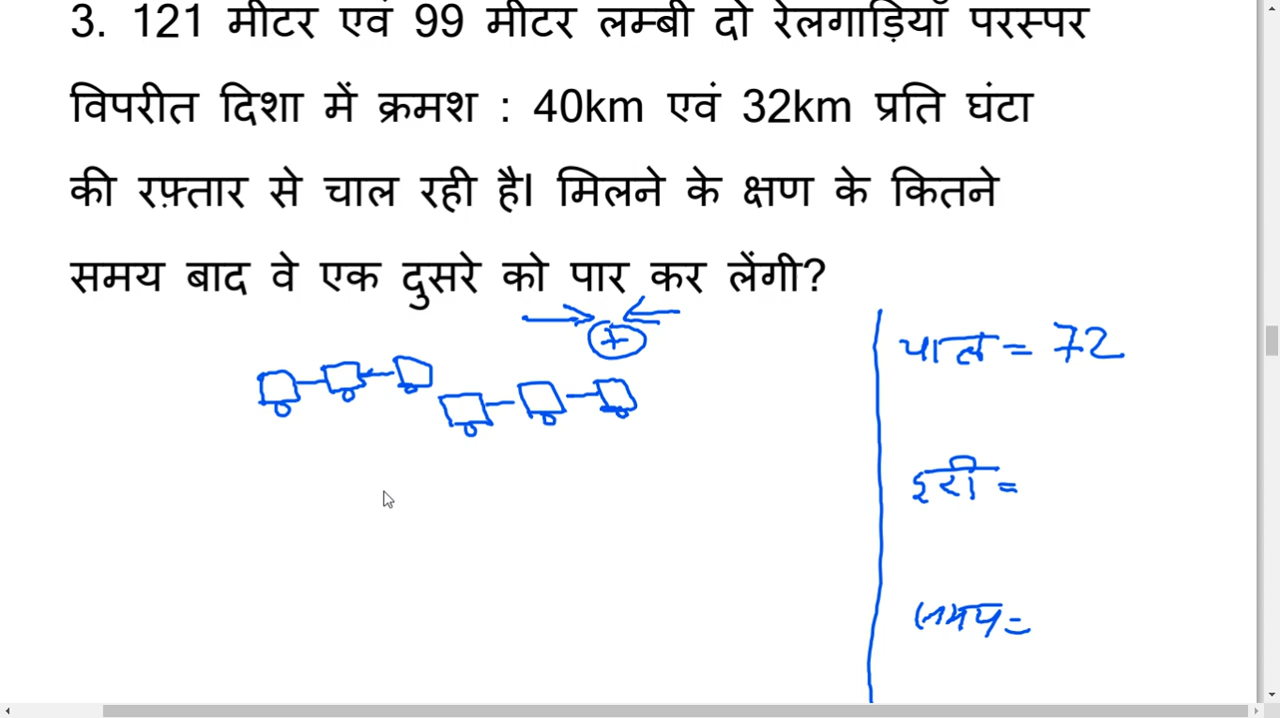 3. 121 मीटर एवं 99 मीटर लम्बी दो रेलगाड़ियाँ परस्पर
विपरीत दिशा में क्रमश : 40km एवं 32km प्रति घंटा
की रफ़्तार से चाल रही है। मिलने के क्षण के कितने
समय बाद वे एक दुसरे को पार कर लेंगी?
+
चाल = 72
दूरी =
समय =